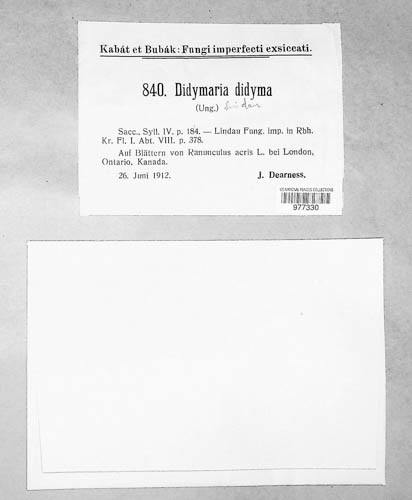 Kabát et Bubák: Fungi imperfecti exsiccati.
840. Didymaria didyma
(Ung.)
Sacc., Syll. IV. p. 184. — Lindau Fung. imp. in Rbh.
Kr. Fl. I. Abt. VIII. p. 378.
Auf Blättern von Ranunculus acris L. bei London,
Ontario, Kanada.
26. Juni 1912. J. Dearness.
977330